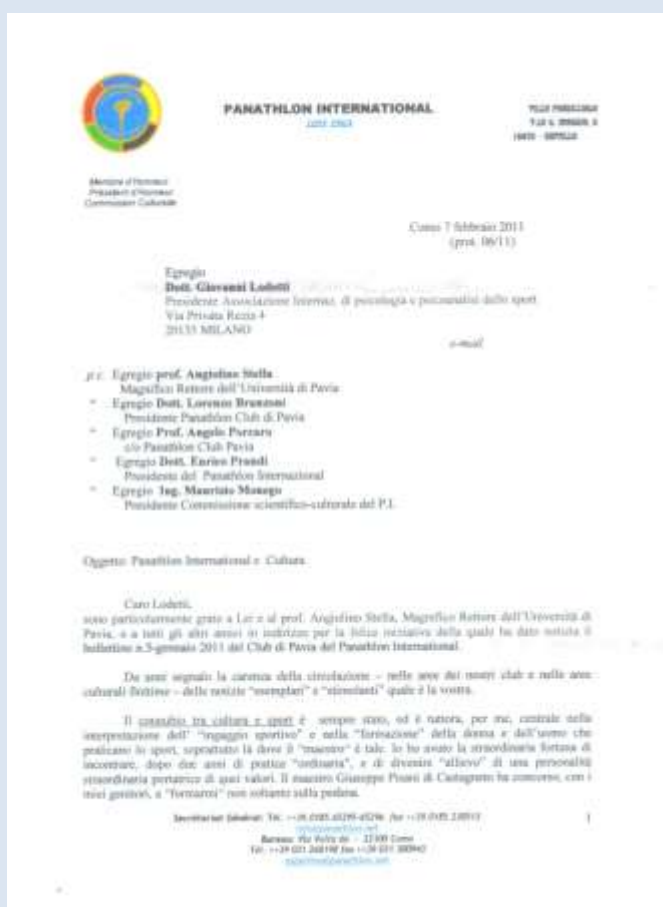 PANATHLON INTERNATIONAL
Membre d'Honneur
Président d'Honneur
Commission Culturelle
Como 7 febbraio 2011
(prot. 06/11)
Egregio
Dott. Giovanni Lodetti
Presidente Associazione Internaz. di psicologia e psicoanalisi dello sport
Via Privata Rezia 4
20135 MILANO
e-mail
p.c. Egregio prof. Angiolino Stella
Magnifico Rettore dell'Università di Pavia
" Egregio Dott. Lorenzo Branzoni
Presidente Panathlon Club di Pavia
" Egregio Prof. Angelo Porcaro
c/o Panathlon Club Pavia
" Egregio Dott. Enrico Prandi
Presidente del Panathlon International
" Egregio Ing. Maurizio Monego
Presidente Commissione scientifico-culturale del P.I.
Oggetto: Panathlon International e Cultura
Caro Lodetti,
sono particolarmente grato a Lei e al prof. Angiolino Stella, Magnifico Rettore dell'Università di
Pavia, e a tutti gli altri amici in indirizzo per la felice iniziativa della quale ha dato notizia il
bollettino n.5-gennaio 2011 del Club di Pavia del Panathlon International.
Da anni segnalo la carenza della circolazione – nelle aree dei nostri club e nelle aree
culturali – delle notizie "esemplari" e "stimolanti" quale è la vostra.
Il connubio tra cultura e sport è sempre stato, ed è tuttora, per me, centrale nella
interpretazione dell' "ingaggio sportivo" e nella "formazione" della donna e dell'uomo che
praticano lo sport, soprattutto là dove il "maestro" è tale. Io ho avuto la straordinaria fortuna di
incontrare, dopo due anni di pratica "ordinaria", e di divenire "allievo" di una personalità
straordinaria portatrice di quei valori. Il maestro Giuseppe Pisani di Castagneto ha concorso, con i
miei genitori, a "formarmi" non soltanto sulla pedana.
1